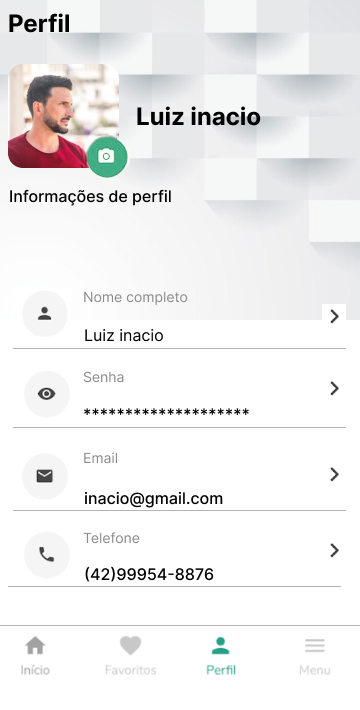 Perfil
Luiz inacio
Informações de perfil
Nome completo
Luiz inacio
Senha
********************
Email
inacio@gmail.com
Telefone
(42)99954-8876
Início
Favoritos
Perfil
Menu